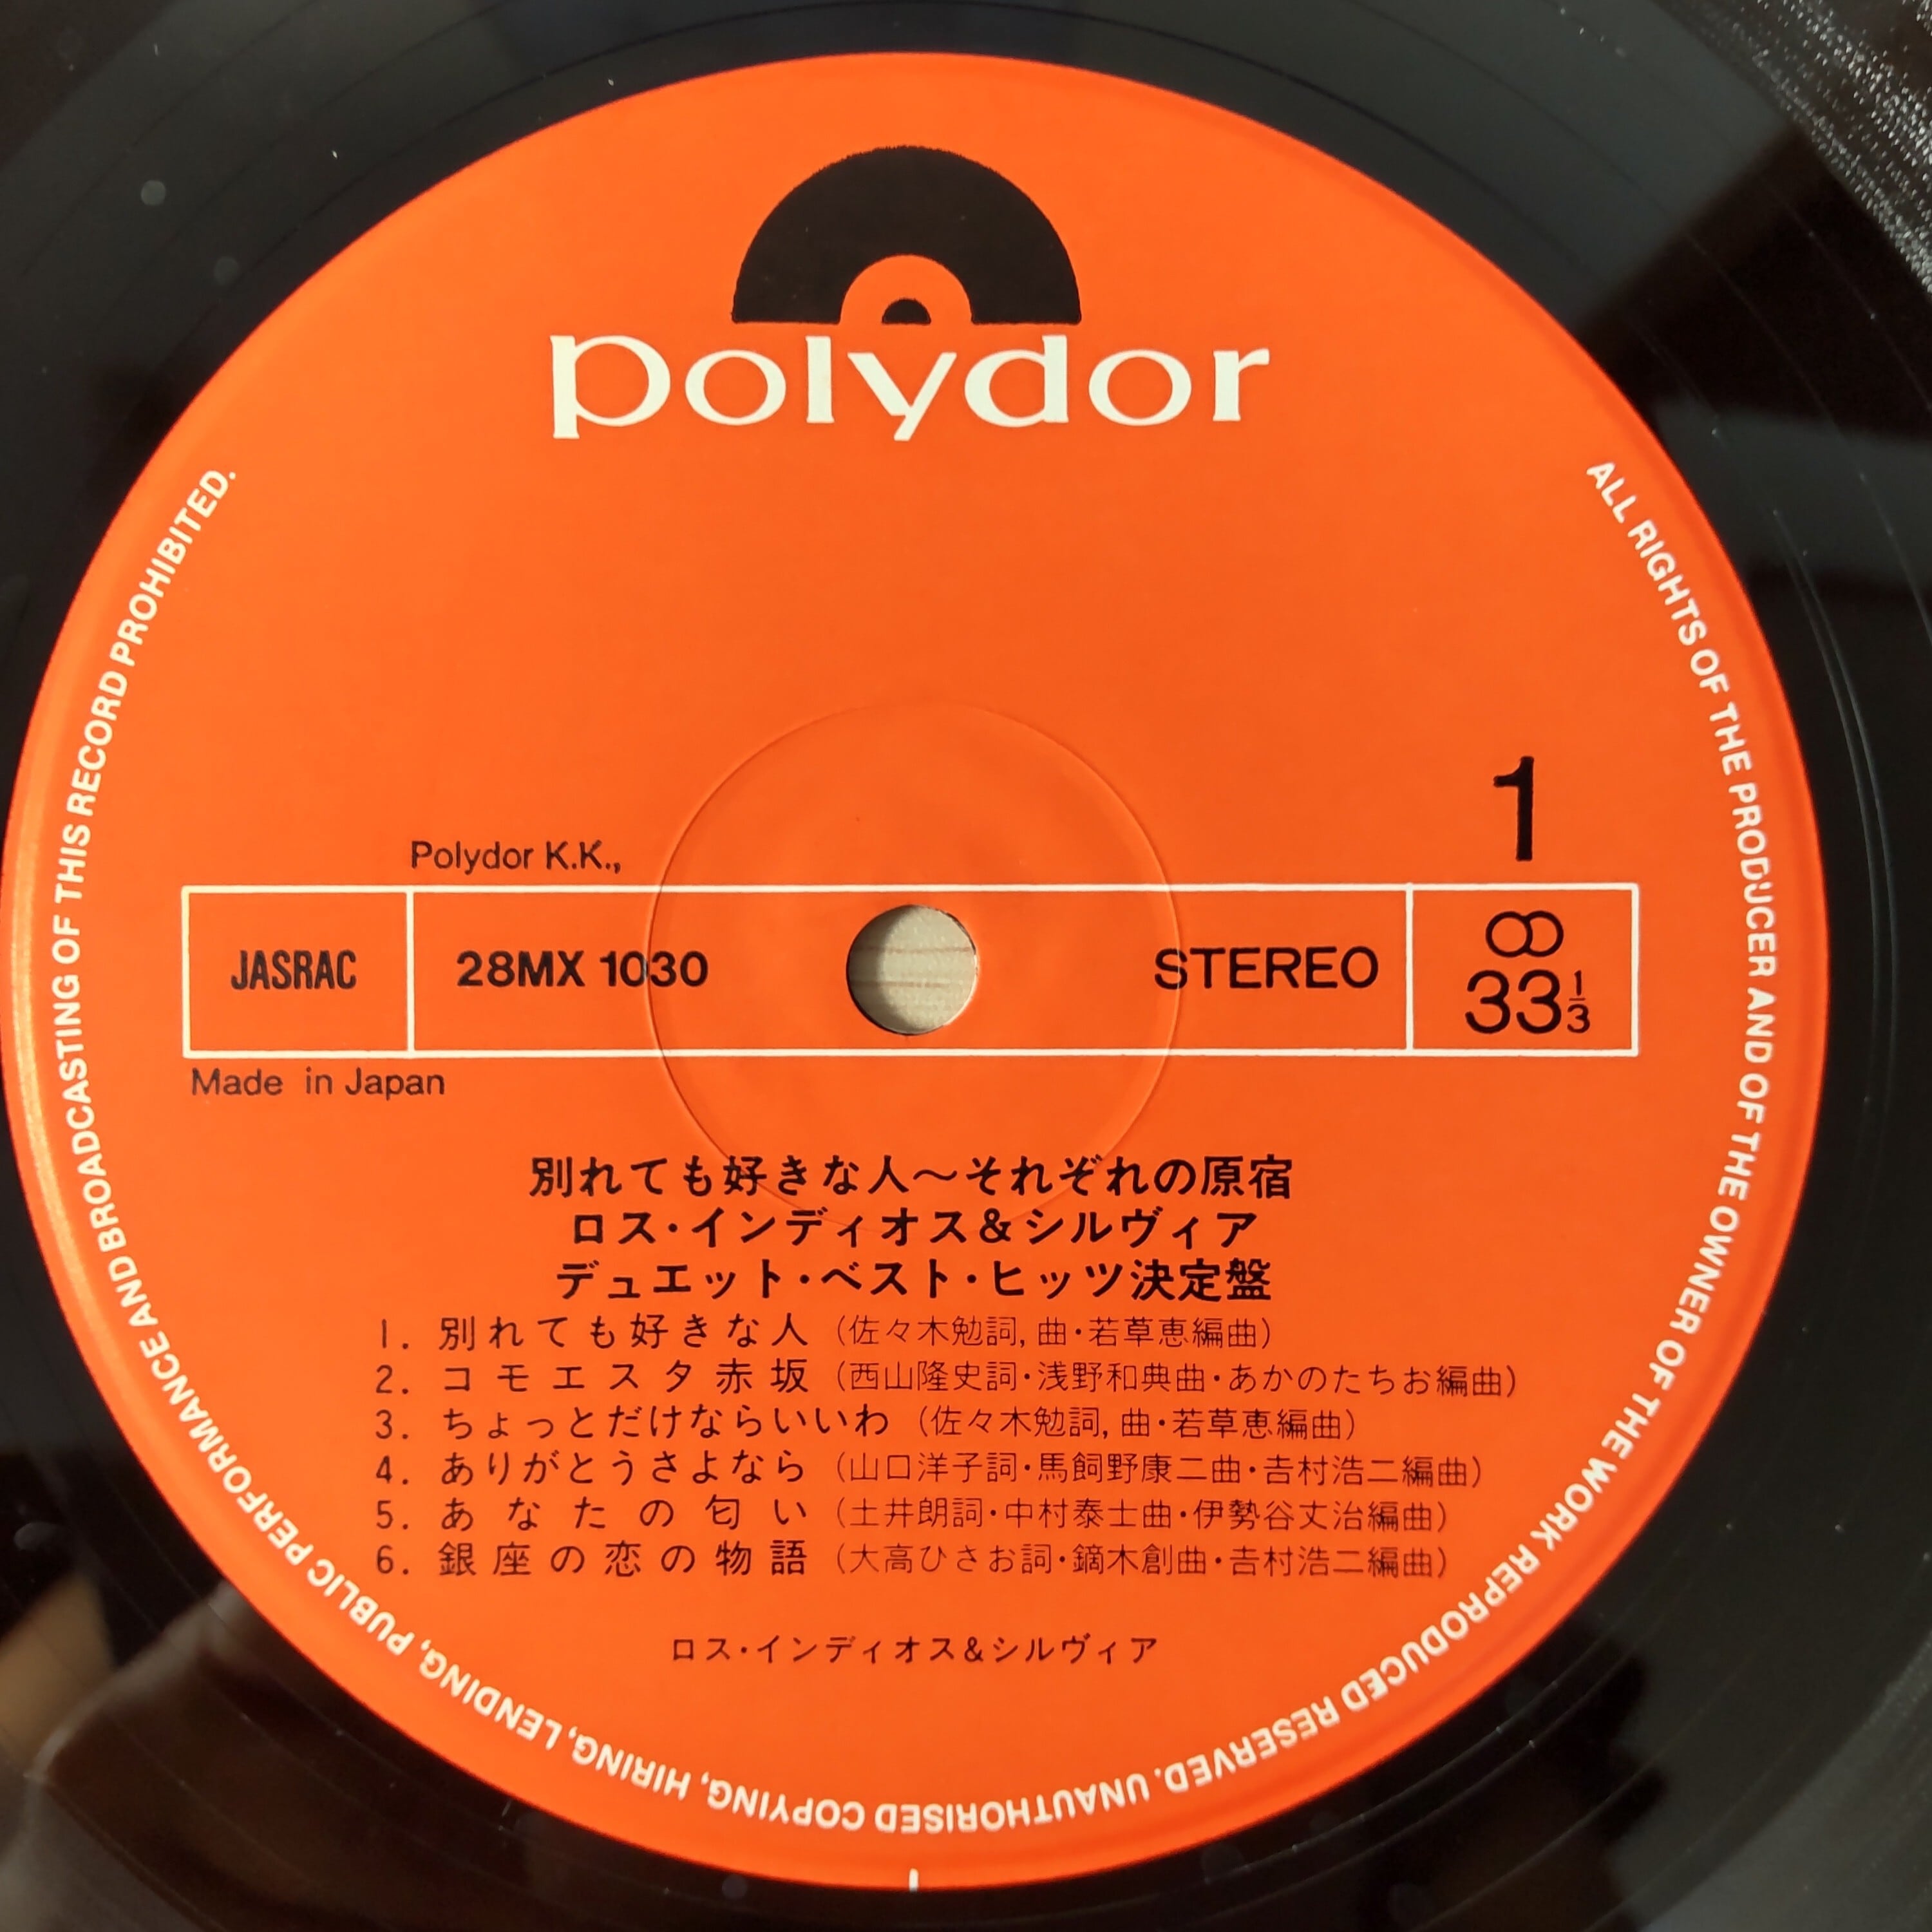 polydor
1
Polydor K.K.,
JASRAC 28MX 1030 STEREO 33 1/3
Made in Japan
別れても好きな人～それぞれの原宿
ロス・インディオス&シルヴィア
デュエット・ベスト・ヒッツ決定盤
1. 別れても好きな人 (佐々木勉詞, 曲・若草恵編曲)
2. コモエスタ赤坂 (西山隆史詞・浅野和典曲・あかのたちお編曲)
3. ちょっとだけならいいわ (佐々木勉詞, 曲・若草恵編曲)
4. ありがとうさよなら (山口洋子詞・馬飼野康二曲・吉村浩二編曲)
5. あなたの匂い (土井朗詞・中村泰士曲・伊勢谷丈治編曲)
6. 銀座の恋の物語 (大高ひさお詞・鏑木創曲・吉村浩二編曲)
ロス・インディオス&シルヴィア
ALL RIGHTS OF THE PRODUCER AND OF THE OWNER OF THE WORK REPRODUCED RESERVED. UNAUTHORISED COPYING, HIRING, LENDING, PUBLIC PERFORMANCE AND BROADCASTING OF THIS RECORD PROHIBITED.